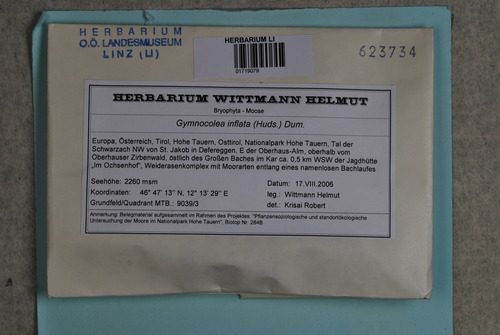 HERBARIUM
O.Ö. LANDESMUSEUM
LINZ (LI)
HERBARIUM LI
01719079
623734
HERBARIUM WITTMANN HELMUT
Bryophyta - Moose
Gymnocolea inflata (Huds.) Dum.
Europa, Österreich, Tirol, Hohe Tauern, Osttirol, Nationalpark Hohe Tauern, Tal der
Schwarzach NW von St. Jakob in Defereggen, E der Oberhaus-Alm, oberhalb vom
Oberhauser Zirbenwald, östlich des Großen Baches im Kar ca. 0,5 km WSW der Jagdhütte
„Im Ochsenhof", Weiderasenkomplex mit Moorarten entlang eines namenlosen Bachlaufes
Seehöhe: 2260 msm
Datum: 17.VIII.2006
Koordinaten: 46° 47' 13'' N, 12° 13' 29'' E
leg.: Wittmann Helmut
Grundfeld/Quadrant MTB.: 9039/3
det.: Krisai Robert
Anmerkung: Belegmaterial aufgesammelt im Rahmen des Projektes: "Pflanzensoziologische und standortökologische
Untersuchung der Moore im Nationalpark Hohe Tauern", Biotop Nr. 284B